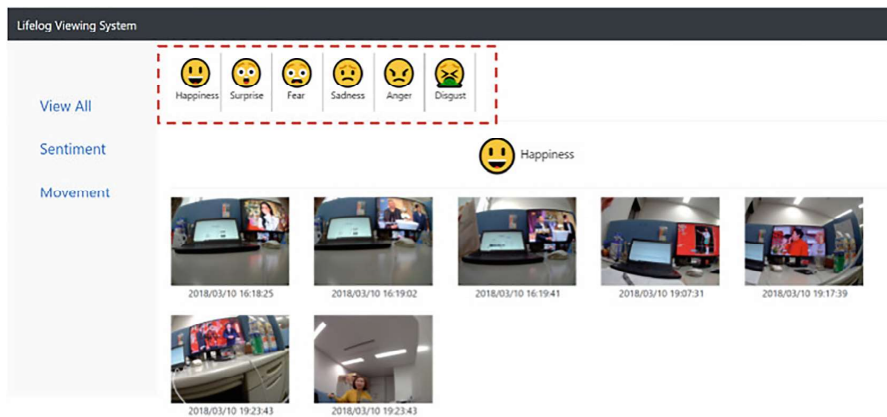 Lifelog Viewing System
View All
Sentiment
Movement
Happiness Surprise Fear Sadness Anger Disgust
Happiness
2018/03/10 16:18:25 2018/03/10 16:19:02 2018/03/10 16:19:41 2018/03/10 19:07:31 2018/03/10 19:17:39
2018/03/10 19:23:43 2018/03/10 19:23:43